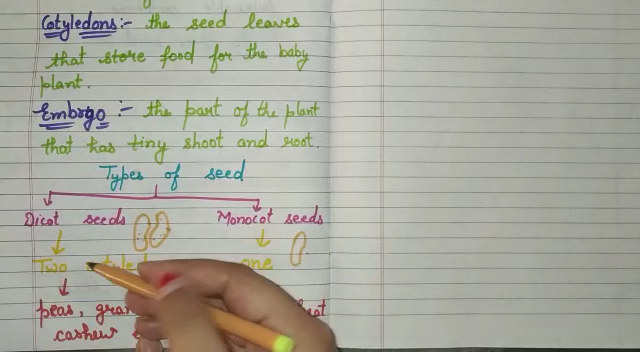 Cotyledons:- the seed leaves
that store food for the baby
plant.
Embryo:- the part of the plant
that has tiny shoot and root.
Types of seed
Dicot seeds Monocot seeds
Two one
peas,
cashew